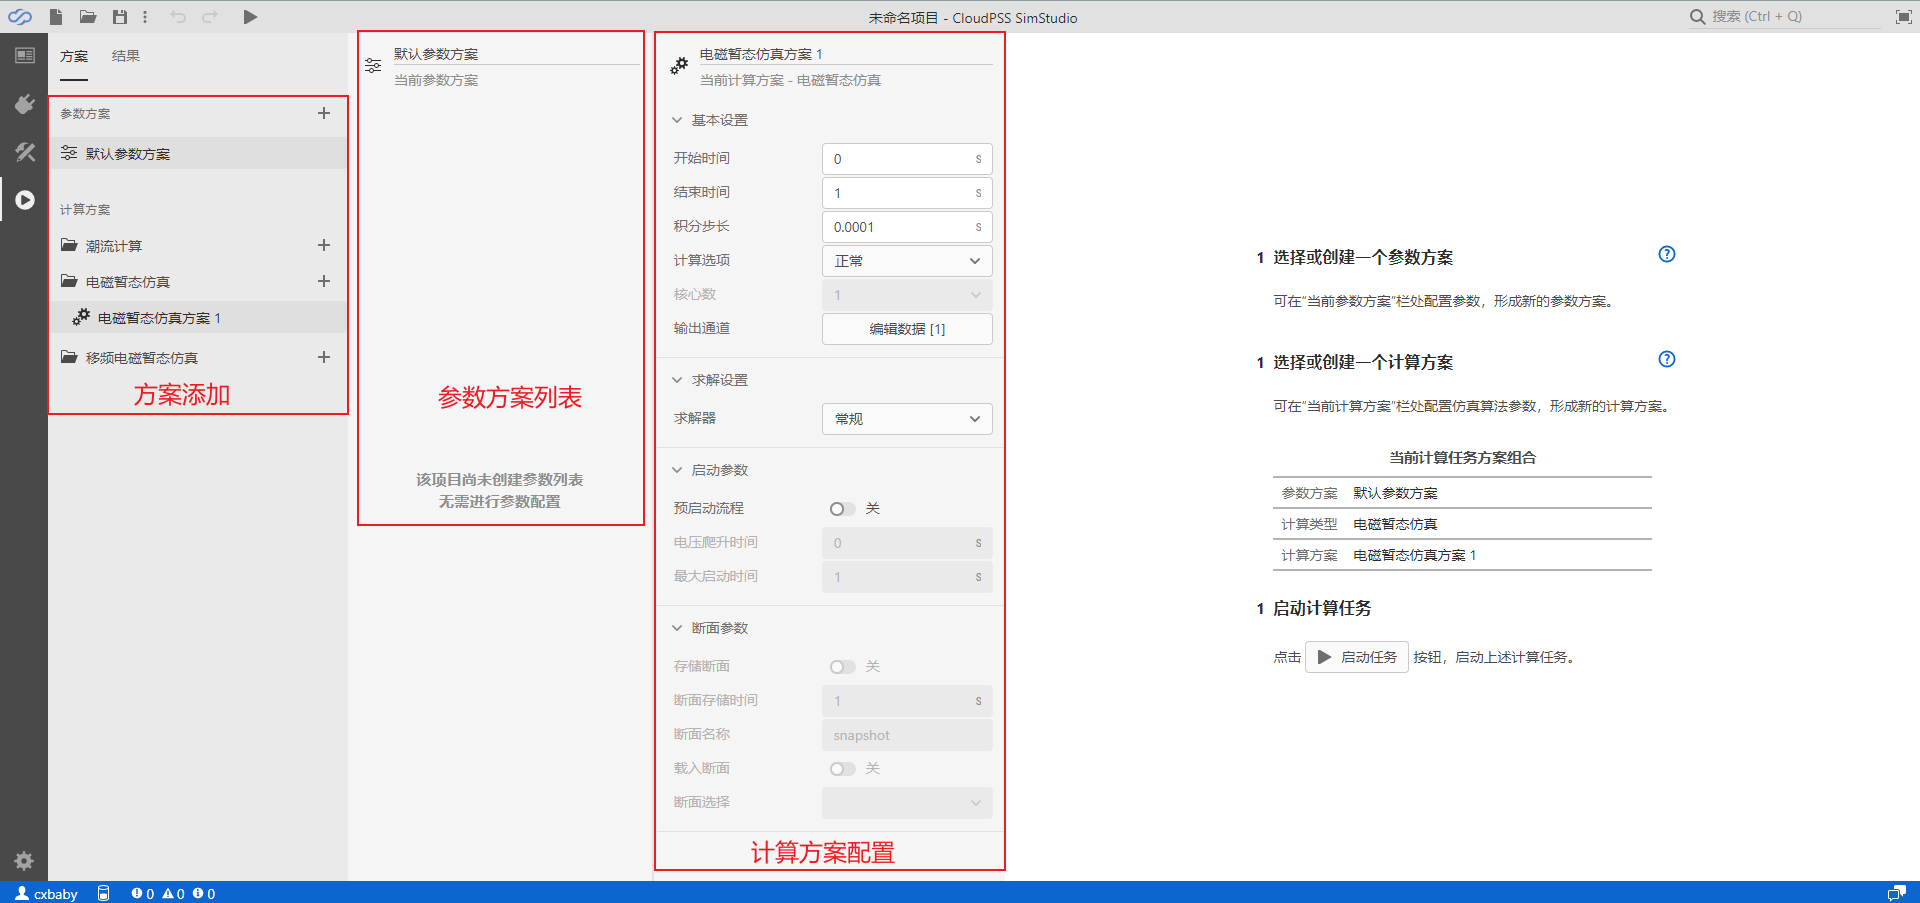 未命名项目 - CloudPSS SimStudio
搜索 (Ctrl + Q)
方案
结果
参数方案
默认参数方案
计算方案
潮流计算
电磁暂态仿真
电磁暂态仿真方案 1
移频电磁暂态仿真
方案添加
默认参数方案
当前参数方案
参数方案列表
该项目尚未创建参数列表
无需进行参数配置
电磁暂态仿真方案 1
当前计算方案 - 电磁暂态仿真
基本设置
开始时间 0 s
结束时间 1 s
积分步长 0.0001 s
计算选项 正常
核心数 1
输出通道 编辑数据 [1]
求解设置
求解器 常规
启动参数
预启动流程 关
电压爬升时间 0 s
最大启动时间 1 s
断面参数
存储断面 关
断面存储时间 1 s
断面名称 snapshot
载入断面 关
断面选择
计算方案配置
1 选择或创建一个参数方案
可在“当前参数方案”栏处配置参数，形成新的参数方案。
1 选择或创建一个计算方案
可在“当前计算方案”栏处配置仿真算法参数，形成新的计算方案。
当前计算任务方案组合
参数方案 默认参数方案
计算类型 电磁暂态仿真
计算方案 电磁暂态仿真方案 1
1 启动计算任务
点击 启动任务 按钮，启动上述计算任务。
cxbaby 0 0 0